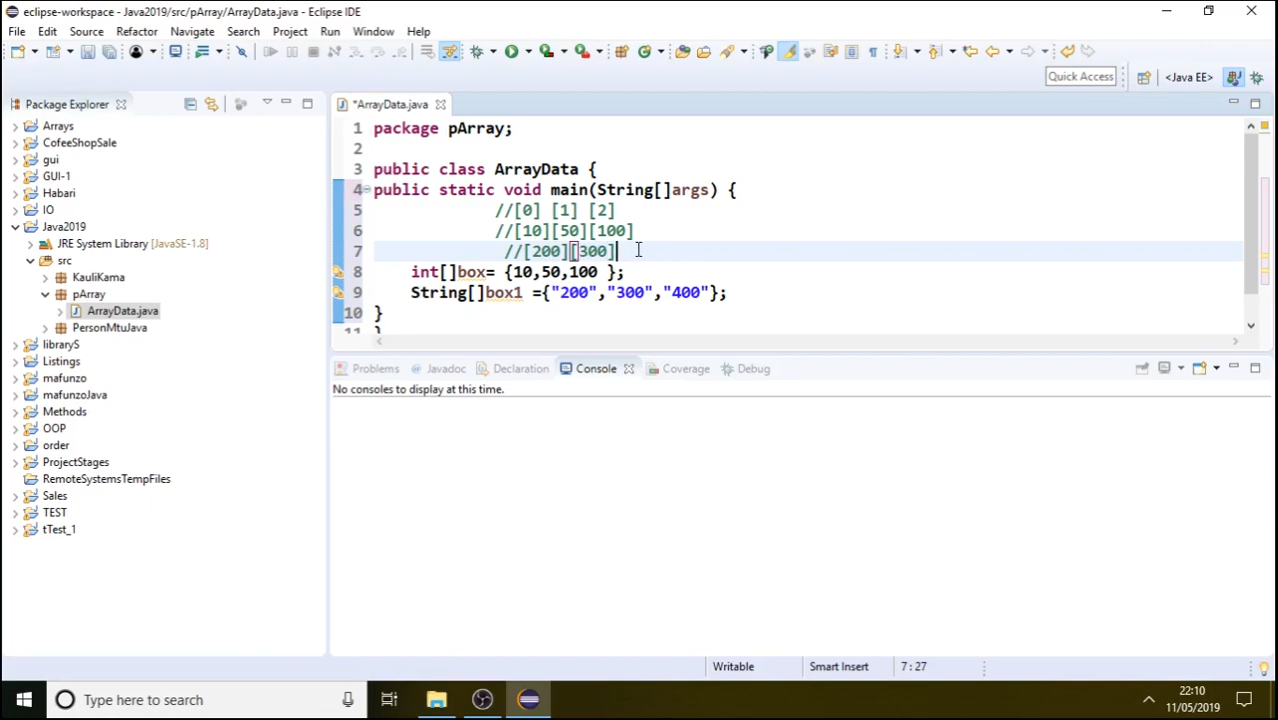 eclipse-workspace - Java2019/src/pArray/ArrayData.java - Eclipse IDE
File Edit Source Refactor Navigate Search Project Run Window Help
Quick Access
<Java EE>
Package Explorer
Arrays
CofeeShopSale
gui
GUI-1
Habari
IO
Java2019
JRE System Library [JavaSE-1.8]
src
KauliKama
pArray
ArrayData.java
PersonMtuJava
libraryS
Listings
mafunzo
mafunzoJava
Methods
OOP
order
ProjectStages
RemoteSystemsTempFiles
Sales
TEST
tTest_1
*ArrayData.java
1 package pArray;
2
3 public class ArrayData {
4 public static void main(String[]args) {
5 //[0] [1] [2]
6 //[10][50][100]
7 //[200][300]
8 int[]box= {10,50,100 };
9 String[]box1 ={"200","300","400"};
10 }
11 }
Problems Javadoc Declaration Console Coverage Debug
No consoles to display at this time.
Writable Smart Insert 7 : 27
Type here to search
22:10
11/05/2019